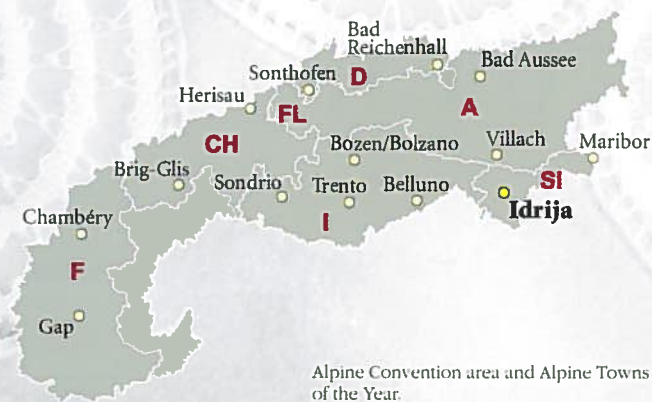 Bad
Reichenhall
Bad Aussee
Sonthofen
D
Herisau
FL
A
CH
Bozen/Bolzano
Villach
Maribor
Brig-Glis
Sondrio
Trento
Belluno
SI
Idrija
Chambéry
I
F
Gap
Alpine Convention area and Alpine Towns
of the Year.